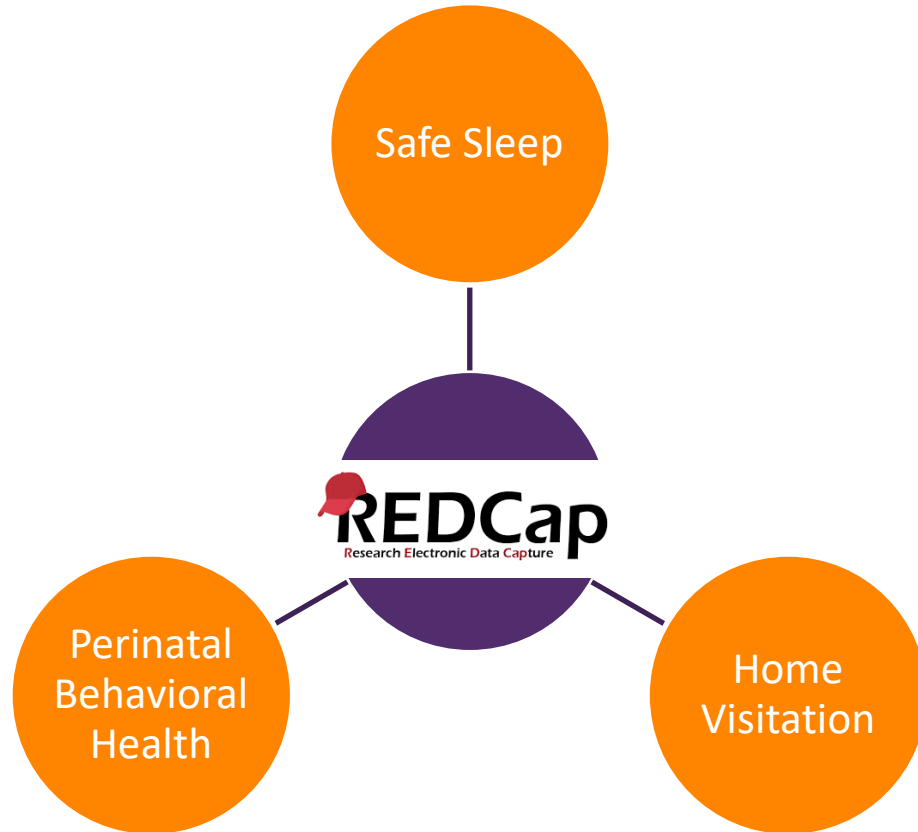 Safe Sleep
REDCap
Research Electronic Data Capture
Perinatal
Behavioral
Health
Home
Visitation